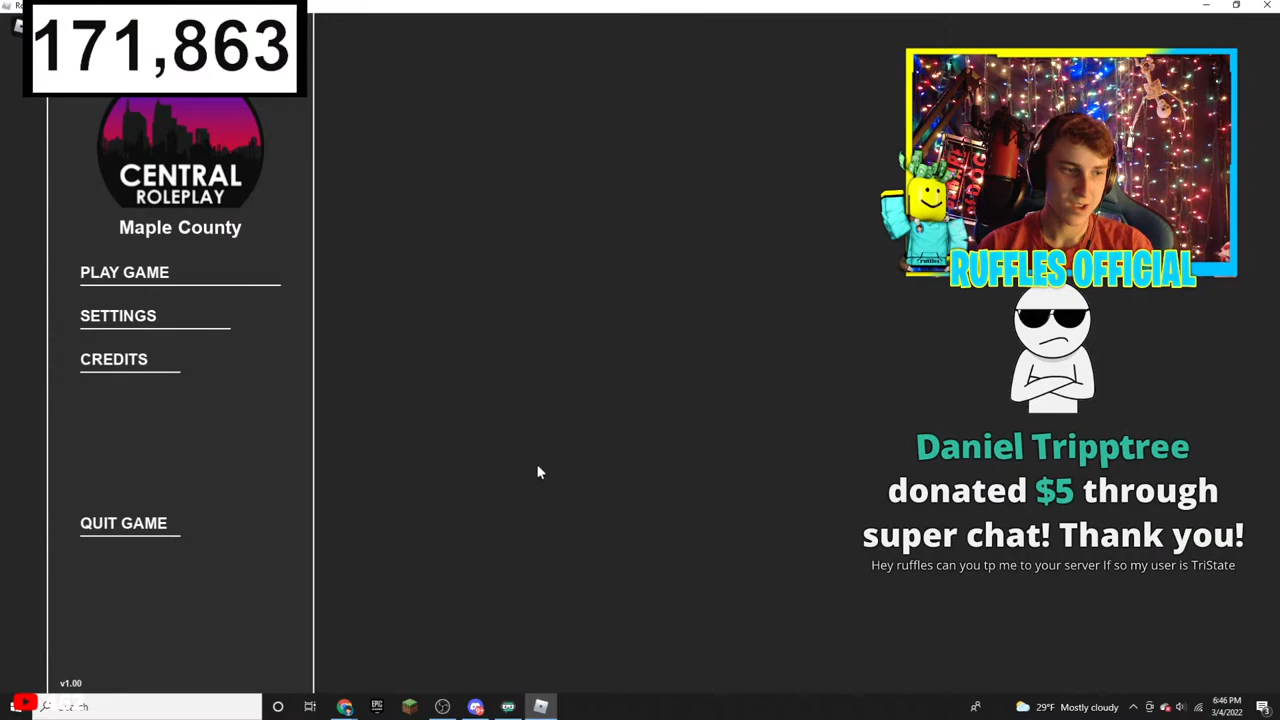 171,863
CENTRAL
ROLEPLAY
Maple County
PLAY GAME
SETTINGS
CREDITS
QUIT GAME
v1.00
RUFFLES OFFICIAL
Daniel Tripptree
donated $5 through
super chat! Thank you!
Hey ruffles can you tp me to your server If so my user is TriState
EPIC
29°F Mostly cloudy
6:46 PM
3/4/2022